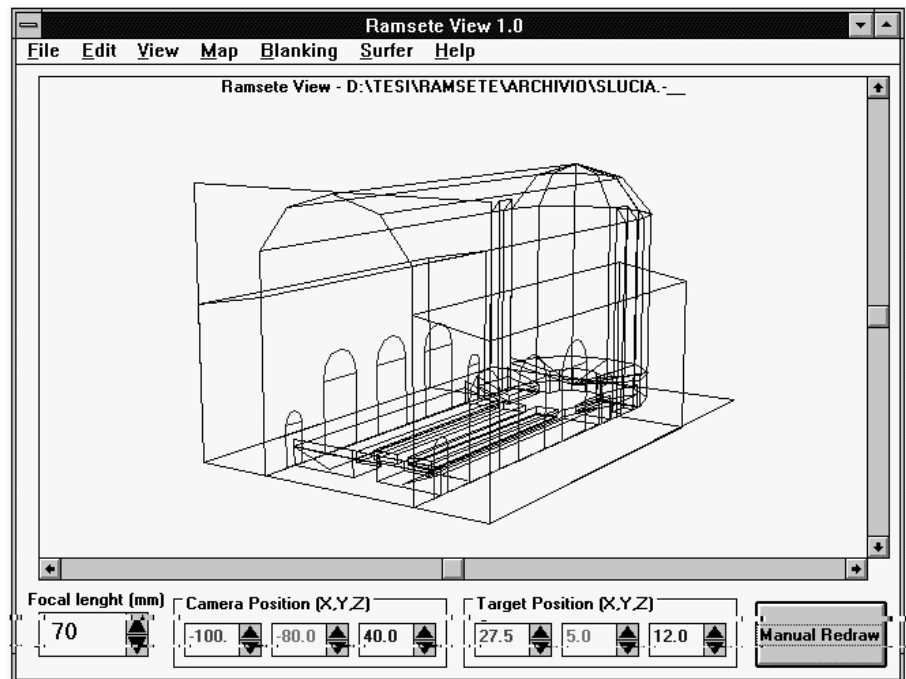 Ramsete View 1.0
File Edit View Map Blanking Surfer Help
Ramsete View - D:\TESI\RAMSETE\ARCHIVIO\SLUCIA.-__
Focal lenght (mm) Camera Position (X,Y,Z) Target Position (X,Y,Z)
70 -100. -80.0 40.0 27.5 5.0 12.0 Manual Redraw